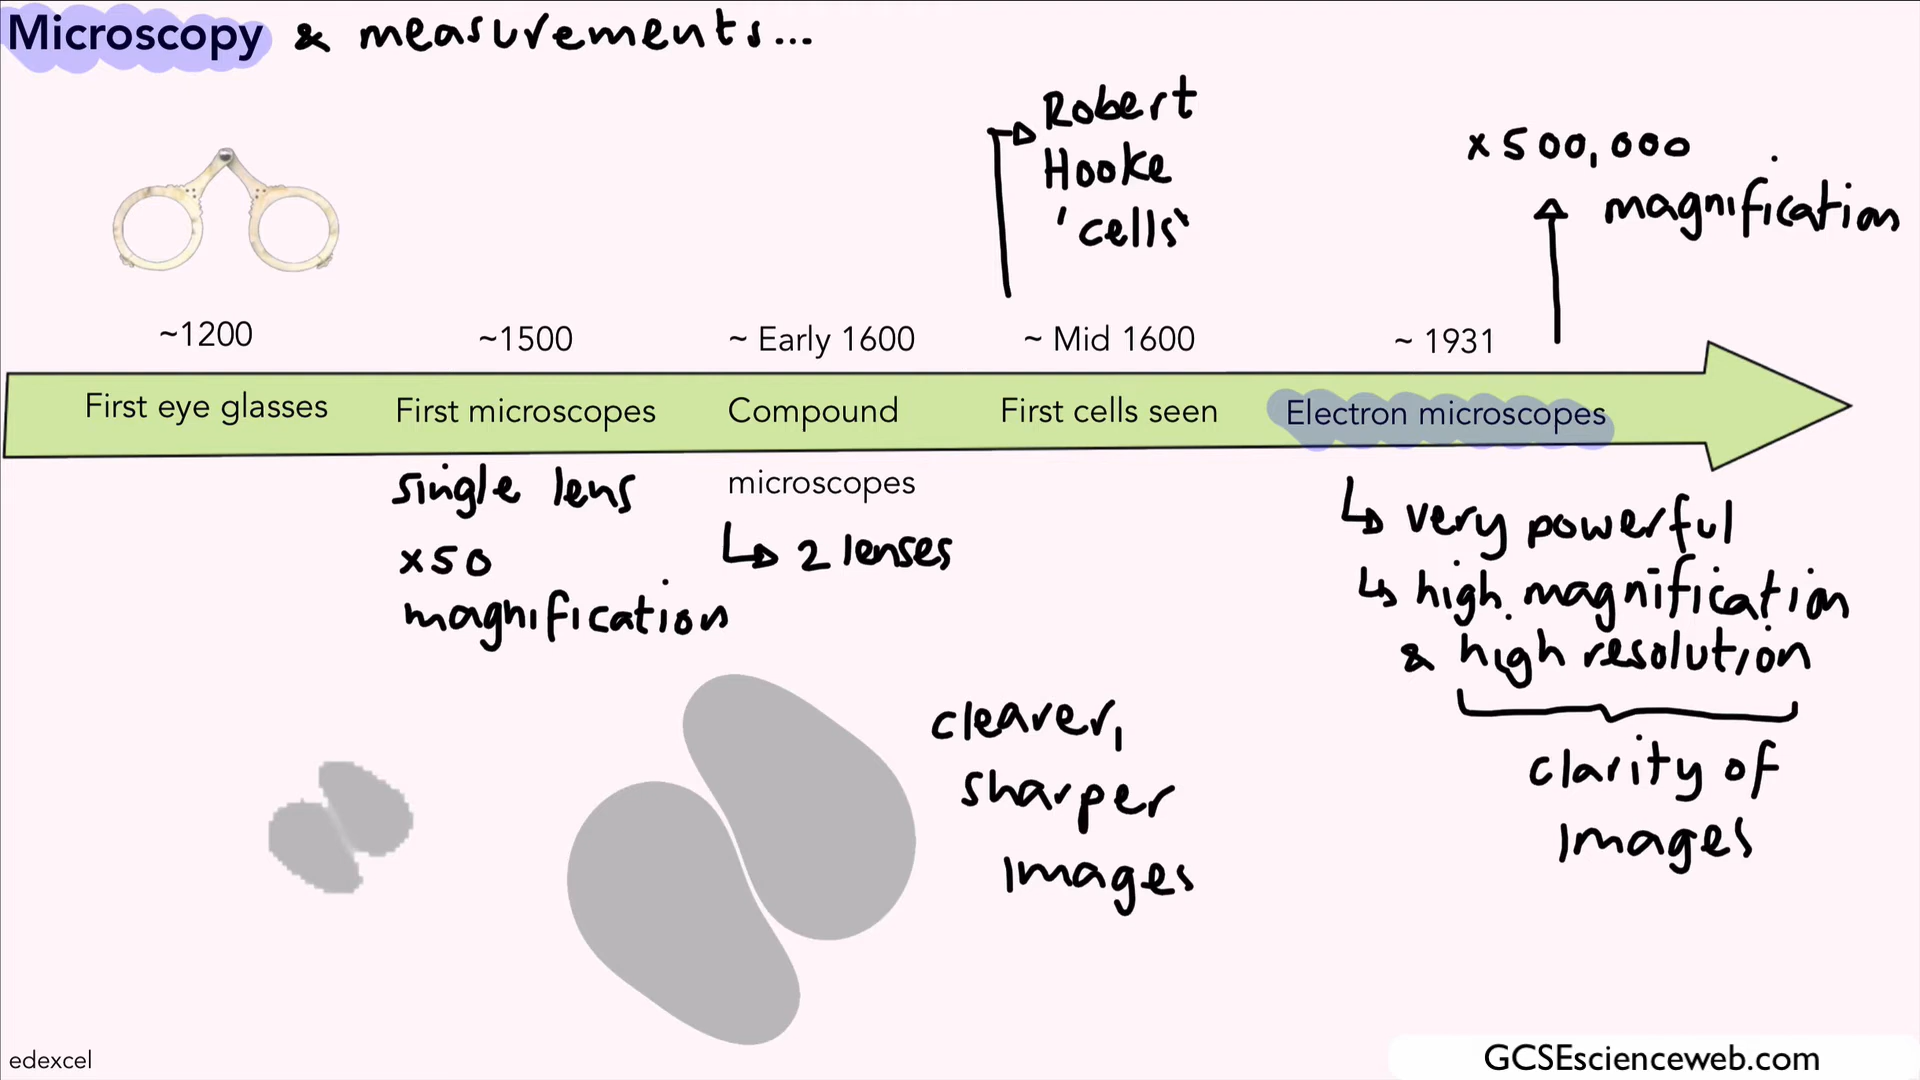 Microscopy & measurements...
Robert
Hooke
'cells'
x 500,000
magnification
~1200
~1500
~ Early 1600
~ Mid 1600
~ 1931
First eye glasses
First microscopes
Compound
First cells seen
Electron microscopes
single lens
x50
magnification
microscopes
↳ 2 lenses
↳ very powerful
↳ high magnification
& high resolution
clearer,
sharper
images
clarity of
images
edexcel
GCSEscienceweb.com